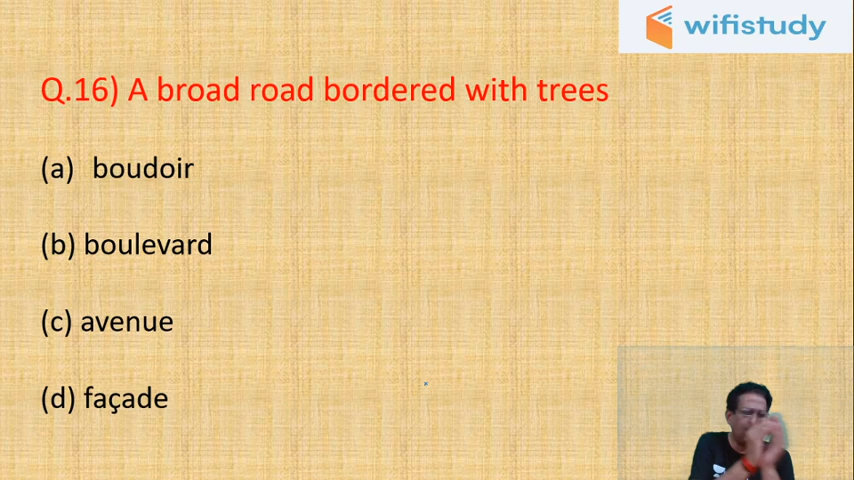 wifistudy
Q.16) A broad road bordered with trees
(a) boudoir
(b) boulevard
(c) avenue
(d) façade